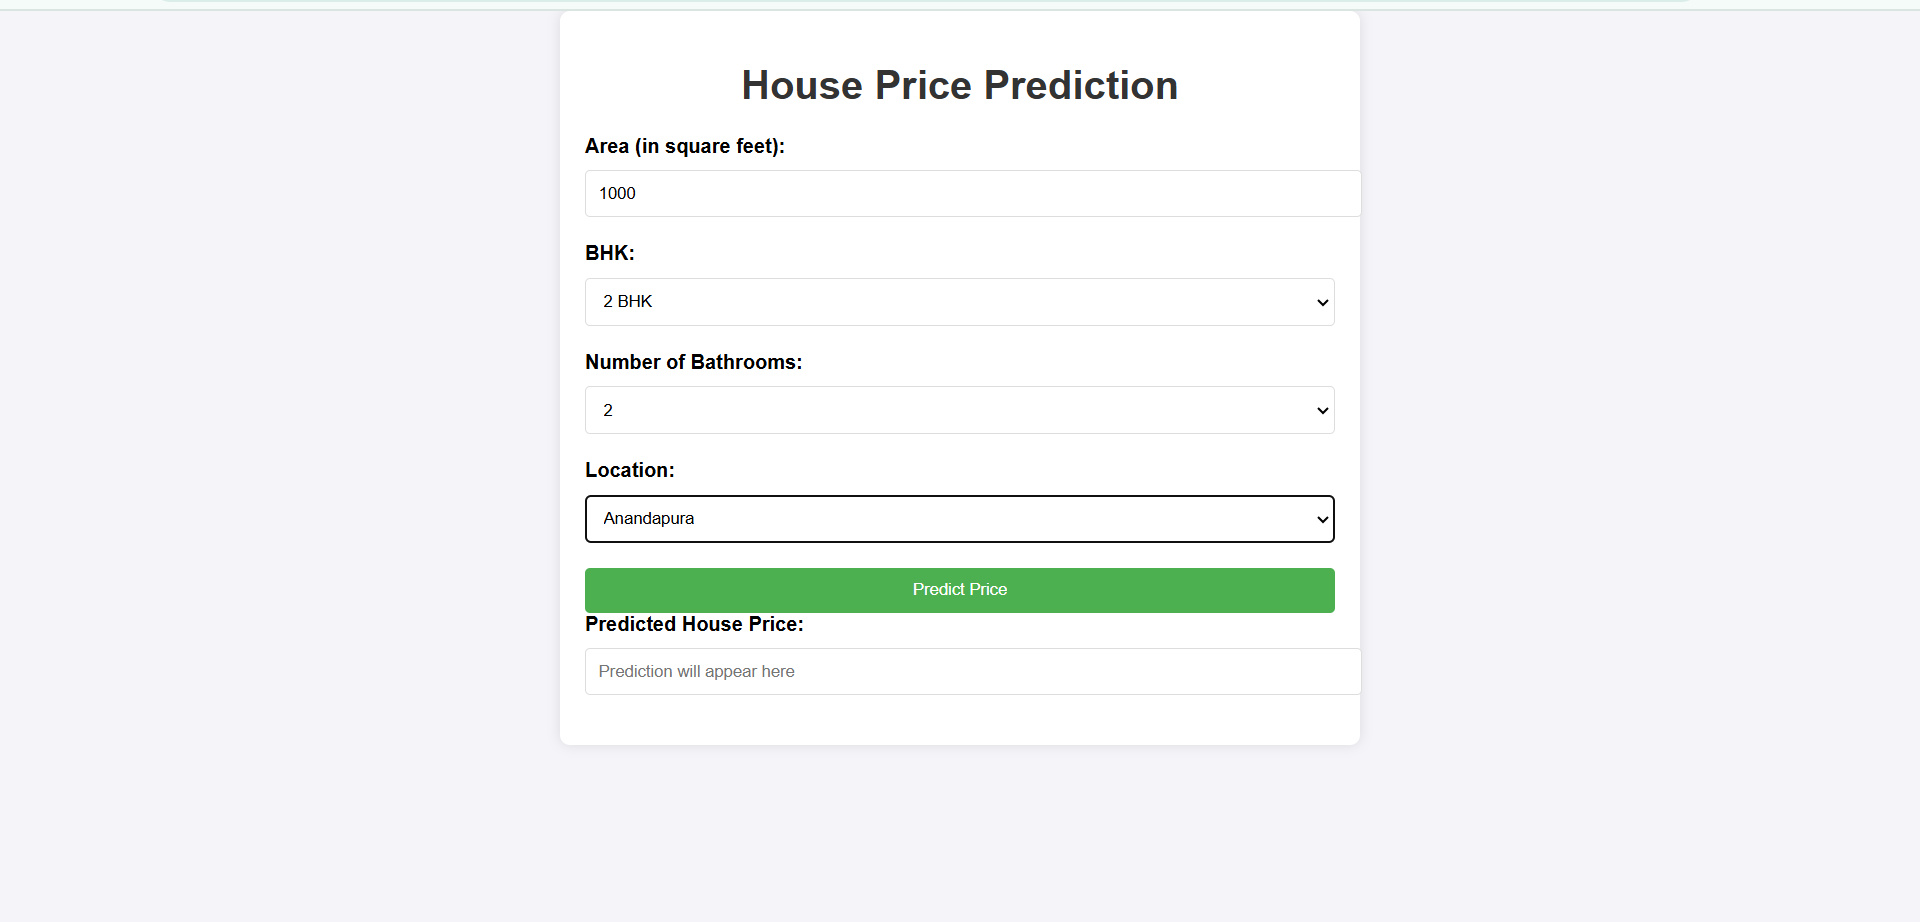 House Price Prediction
Area (in square feet):
1000
BHK:
2 BHK
Number of Bathrooms:
2
Location:
Anandapura
Predict Price
Predicted House Price:
Prediction will appear here